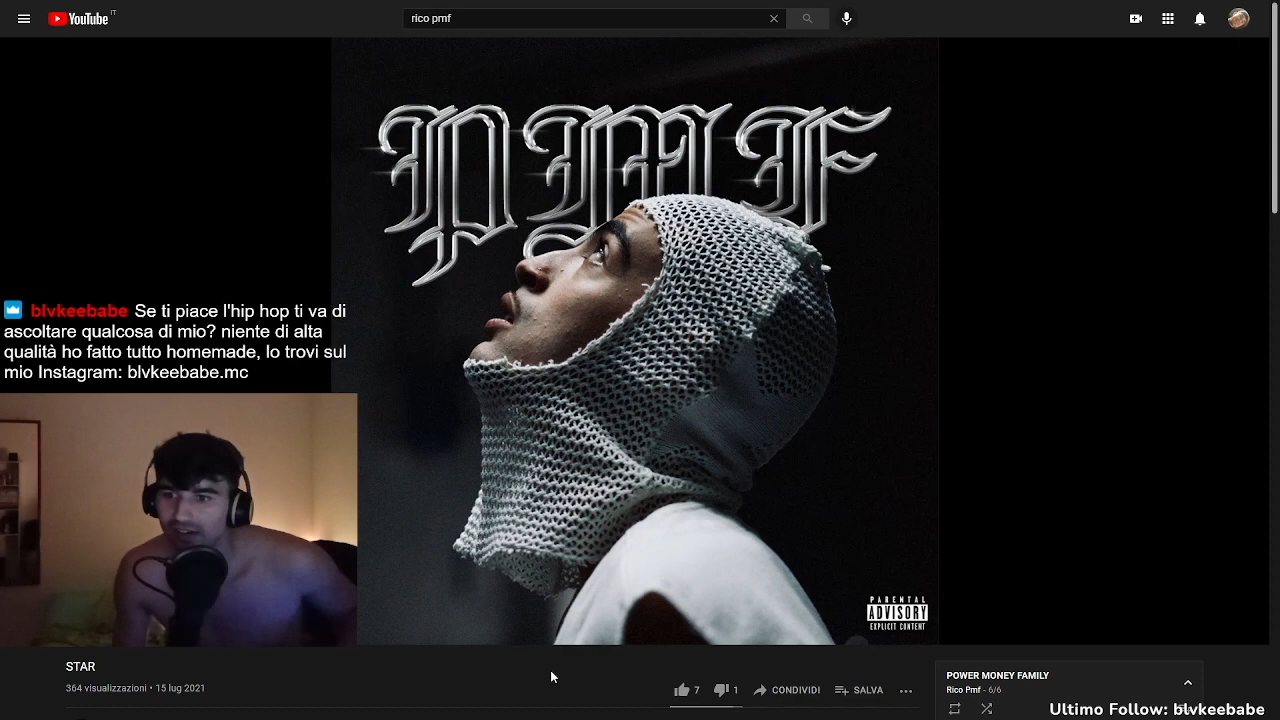 YouTube IT
rico pmf
PMF
blvkeebabe Se ti piace l'hip hop ti va di
ascoltare qualcosa di mio? niente di alta
qualità ho fatto tutto homemade, lo trovi sul
mio Instagram: blvkeebabe.mc
PARENTAL
ADVISORY
EXPLICIT CONTENT
STAR
364 visualizzazioni • 15 lug 2021
7
1
CONDIVIDI
SALVA
POWER MONEY FAMILY
Rico Pmf - 6/6
Ultimo Follow: blvkeebabe